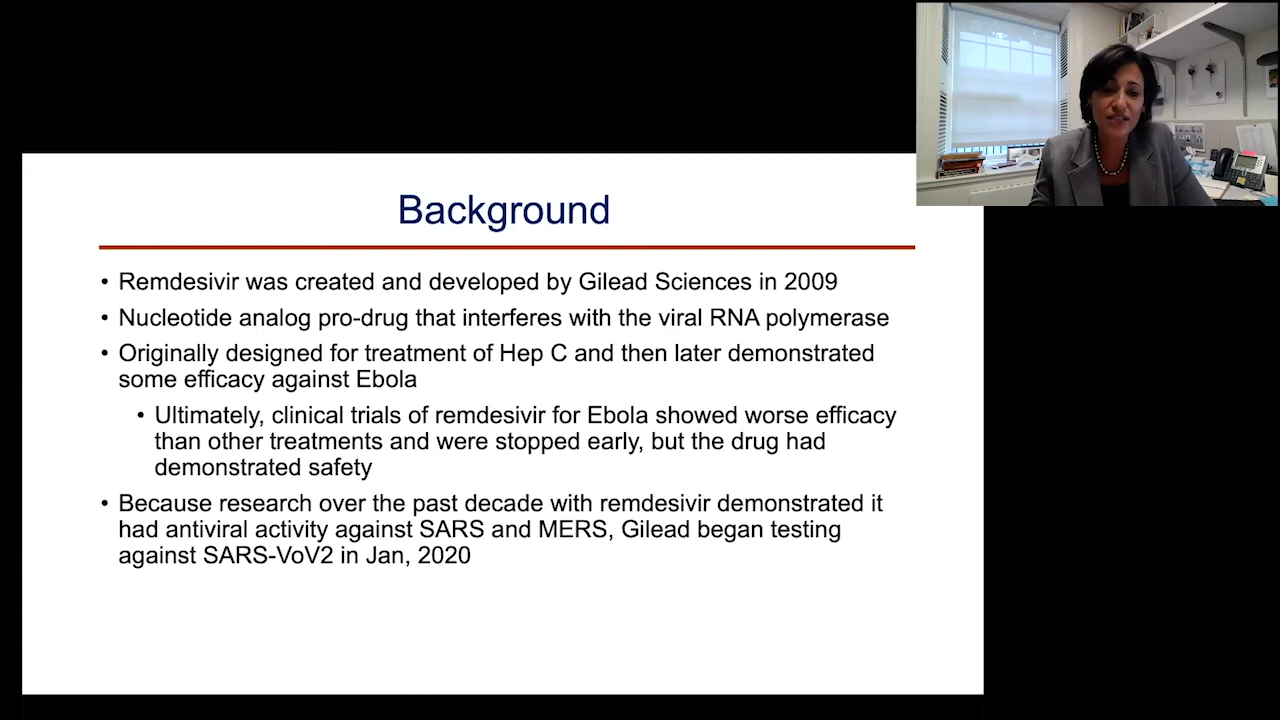 Background
• Remdesivir was created and developed by Gilead Sciences in 2009
• Nucleotide analog pro-drug that interferes with the viral RNA polymerase
• Originally designed for treatment of Hep C and then later demonstrated
some efficacy against Ebola
• Ultimately, clinical trials of remdesivir for Ebola showed worse efficacy
than other treatments and were stopped early, but the drug had
demonstrated safety
• Because research over the past decade with remdesivir demonstrated it
had antiviral activity against SARS and MERS, Gilead began testing
against SARS-VoV2 in Jan, 2020